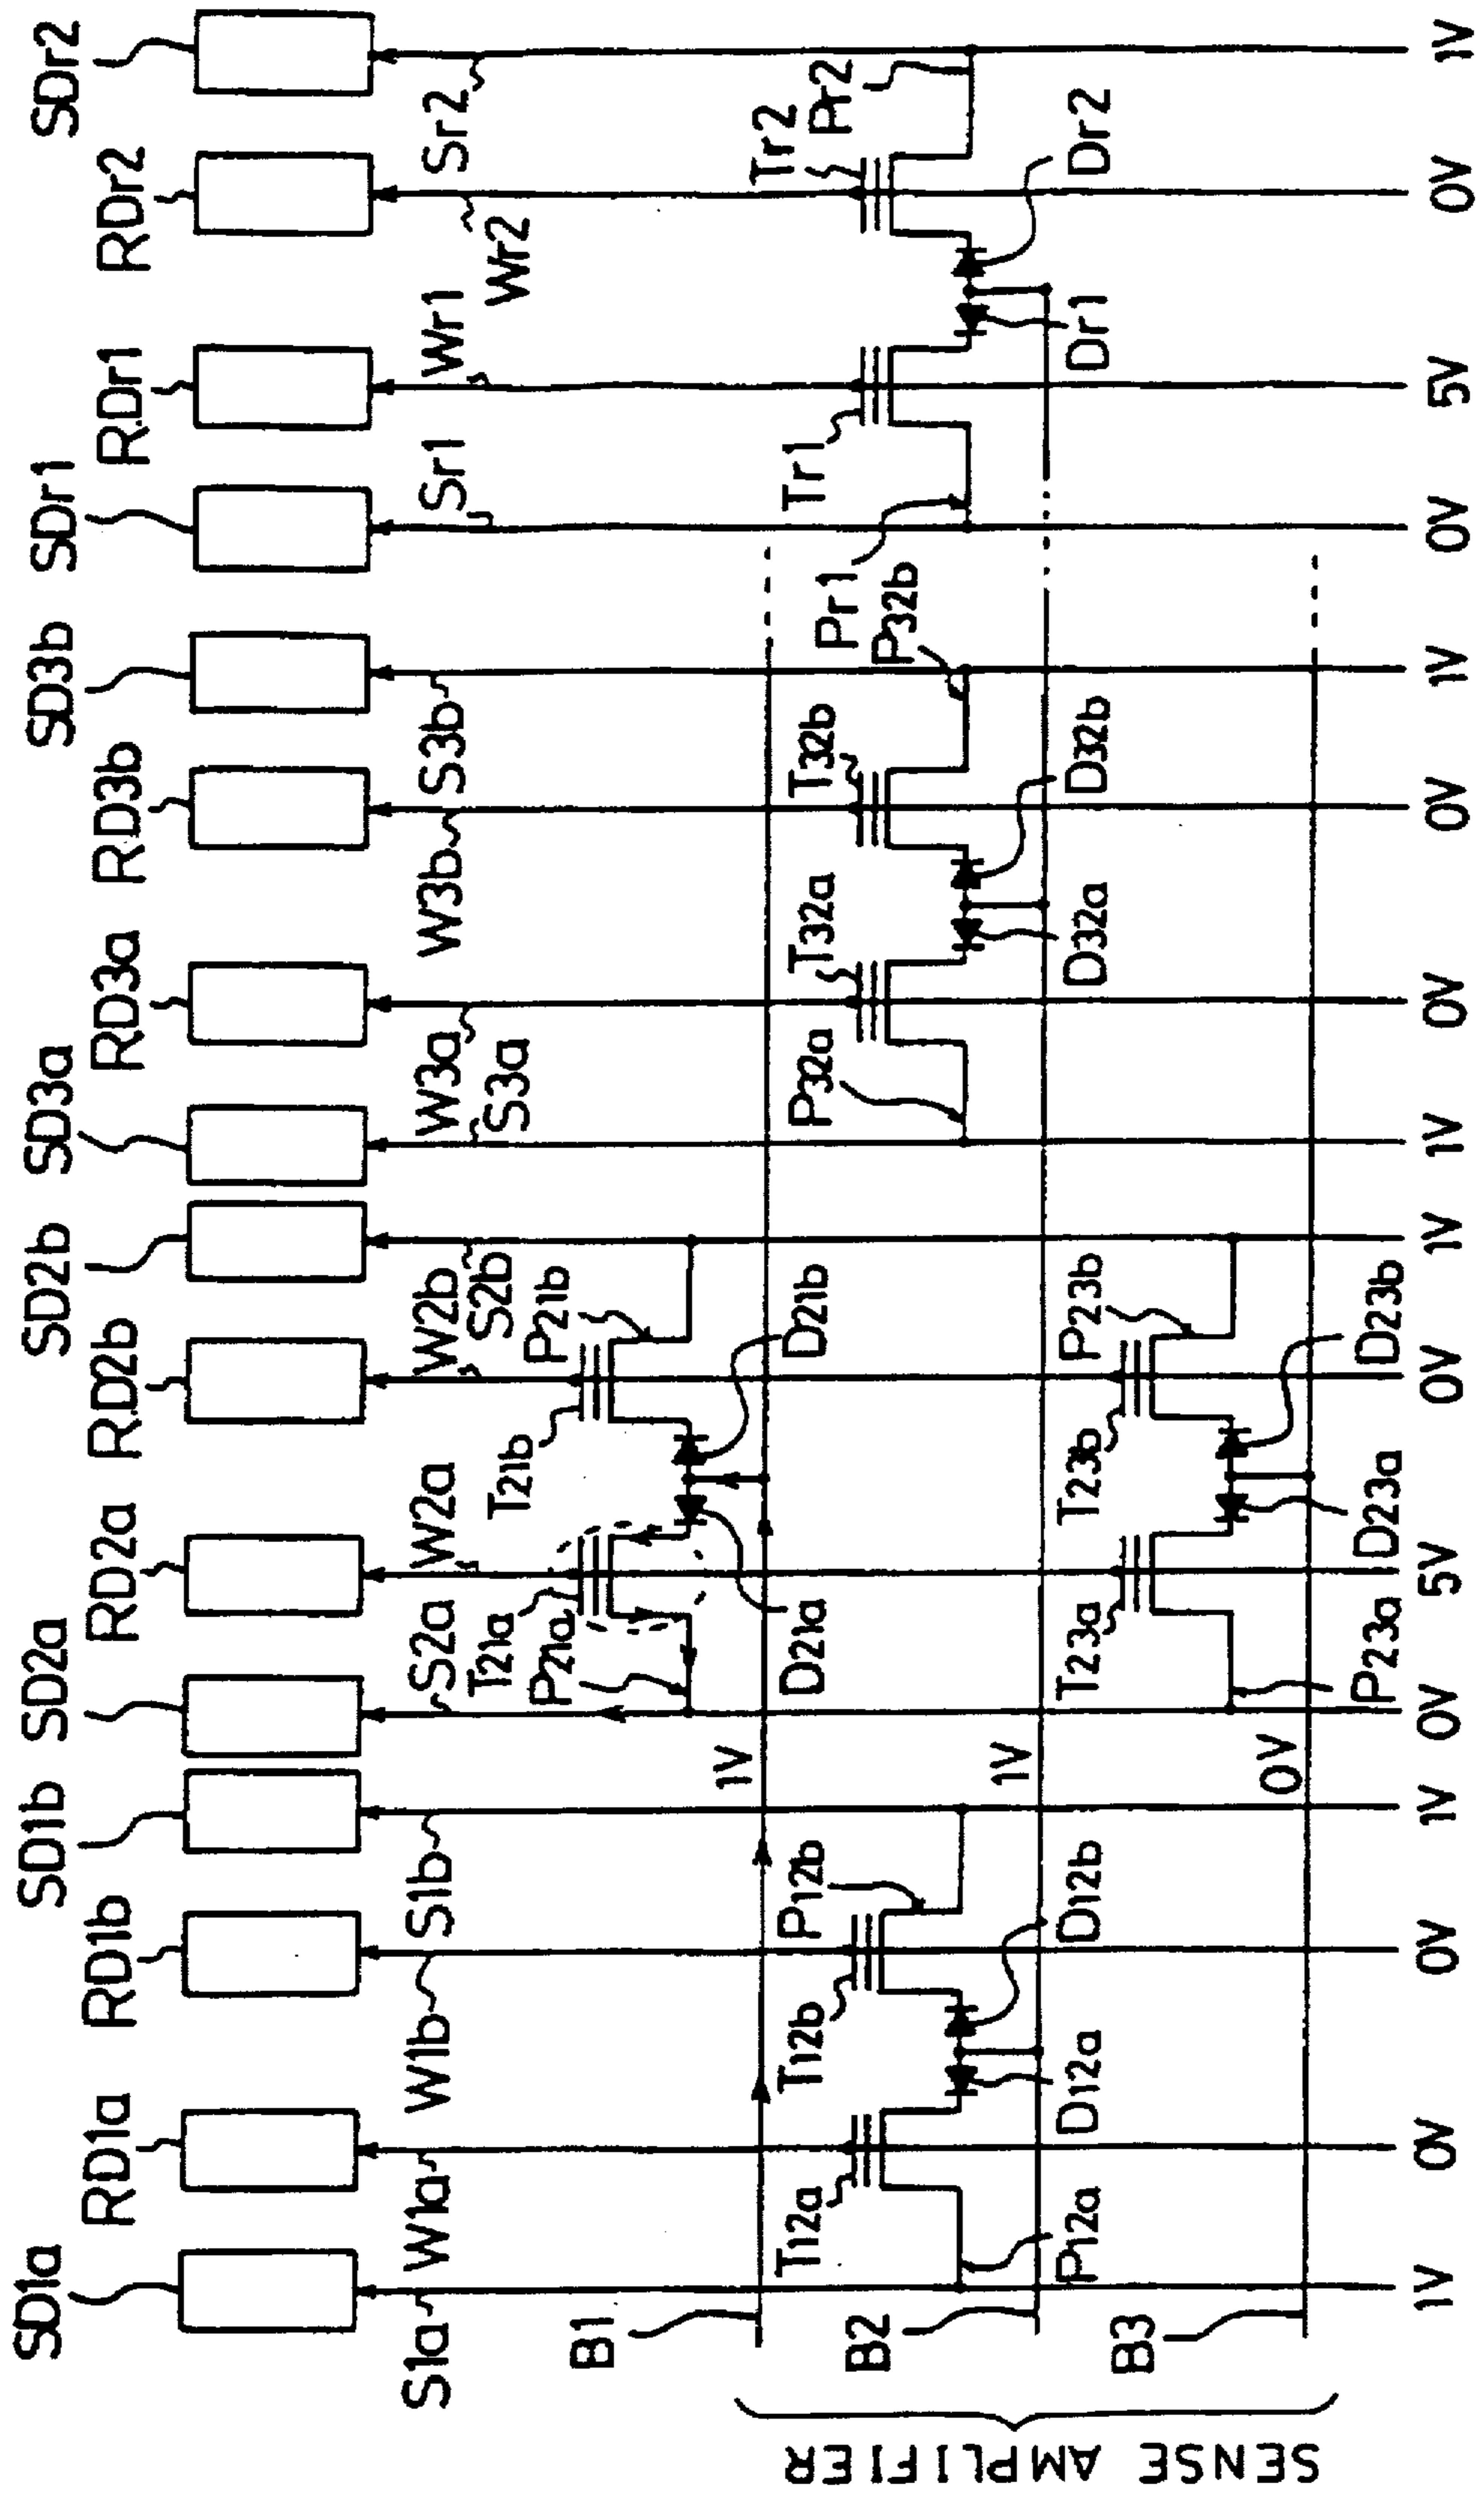 SD1a
SD1b
SD2a
SD2b
SD3a
SD3b
SDr1
SDr2
RD1a
RD1b
RD2a
RD2b
RD3a
RD3b
RDr1
RDr2
S1a
W1a
W1b
S1b
S2a
W2a
W2b
S2b
W3a
S3a
W3b
S3b
Sr1
Wr1
Wr2
Sr2
T21a
P21a
T21b
P21b
B1
1V
D21a
D21b
T12a
T12b
P12b
P32a
T32a
T32b
Pr1
P32b
Tr1
Tr2
Pr2
B2
1V
P12a
D12a
D12b
D32a
D32b
Dr1
Dr2
T23a
T23b
P23b
B3
0V
P23a
D23a
D23b
1V 0V 0V 1V 0V 5V 0V 1V 1V 0V 0V 1V 0V 5V 0V 1V
SENSE AMPLIFIER